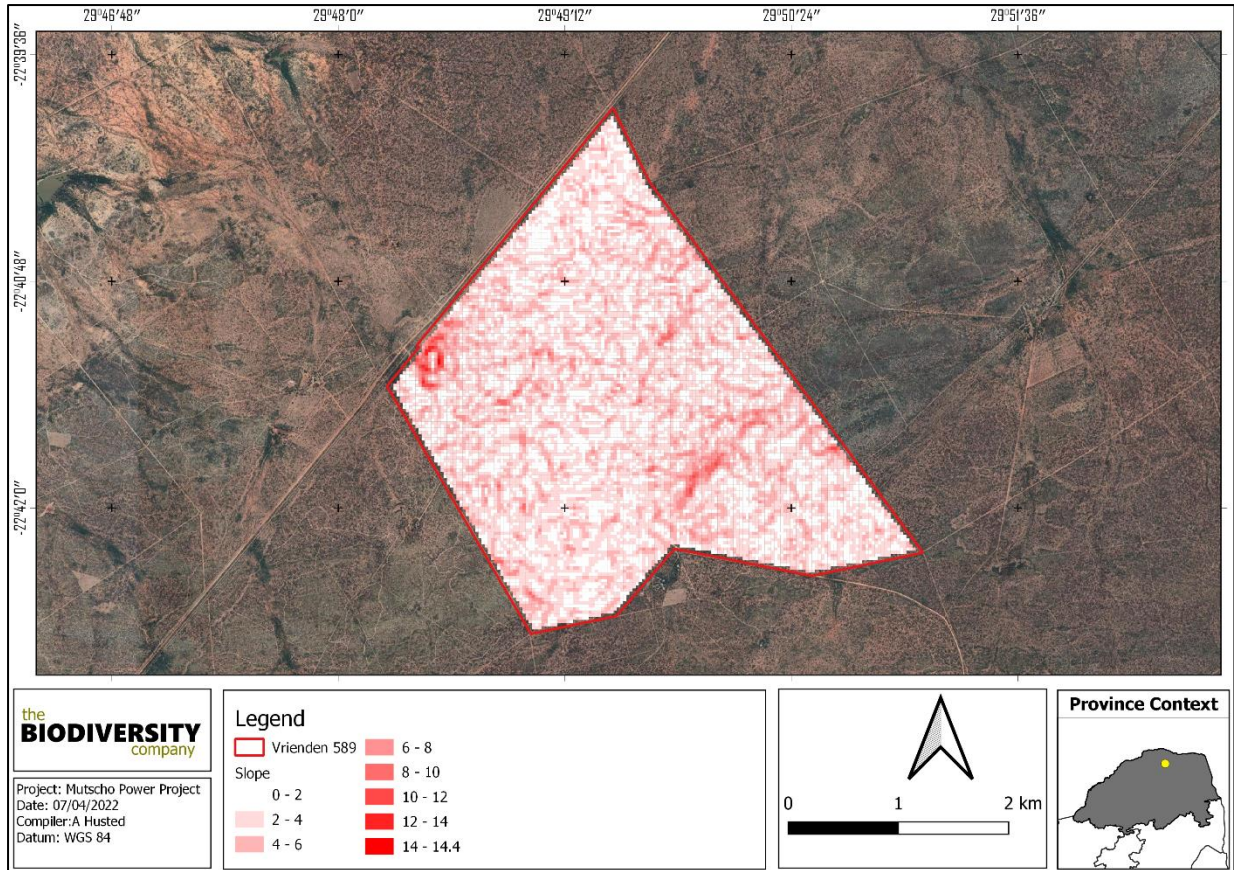 29°46'48"
29°48'0"
29°49'12"
29°50'24"
29°51'36"
-22°39'36"
-22°40'48"
-22°42'0"
the
BIODIVERSITY
company
Project: Mutscho Power Project
Date: 07/04/2022
Compiler:A Husted
Datum: WGS 84
Legend
Vrienden 589
Slope
0 - 2
2 - 4
4 - 6
6 - 8
8 - 10
10 - 12
12 - 14
14 - 14.4
0 1 2 km
Province Context